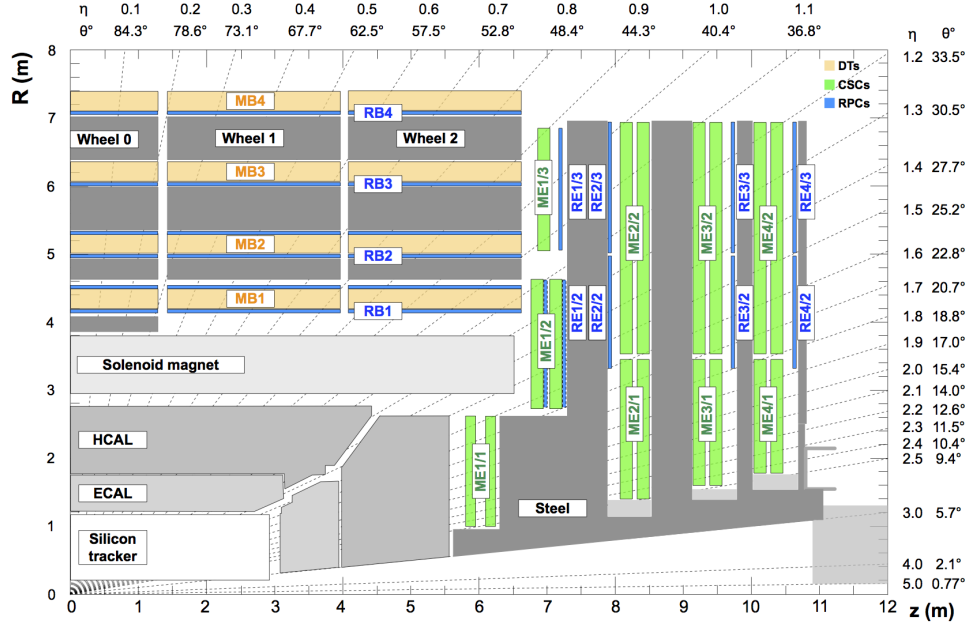 η 0.1 0.2 0.3 0.4 0.5 0.6 0.7 0.8 0.9 1.0 1.1
θ° 84.3° 78.6° 73.1° 67.7° 62.5° 57.5° 52.8° 48.4° 44.3° 40.4° 36.8° η θ°
R (m)
8
7
6
5
4
3
2
1
0
1.2 33.5°
1.3 30.5°
1.4 27.7°
1.5 25.2°
1.6 22.8°
1.7 20.7°
1.8 18.8°
1.9 17.0°
2.0 15.4°
2.1 14.0°
2.2 12.6°
2.3 11.5°
2.4 10.4°
2.5 9.4°
3.0 5.7°
4.0 2.1°
5.0 0.77°
DTs
CSCs
RPCs
MB4
RB4
Wheel 0 Wheel 1 Wheel 2
MB3
RB3
MB2
RB2
MB1
RB1
Solenoid magnet
HCAL
ECAL
Silicon
tracker
Steel
ME1/3
RE1/3
RE2/3
ME2/2
ME3/2
RE3/3
ME4/2
RE4/3
ME1/2
RE1/2
RE2/2
RE3/2
RE4/2
ME1/1
ME2/1
ME3/1
ME4/1
0 1 2 3 4 5 6 7 8 9 10 11 12
z (m)